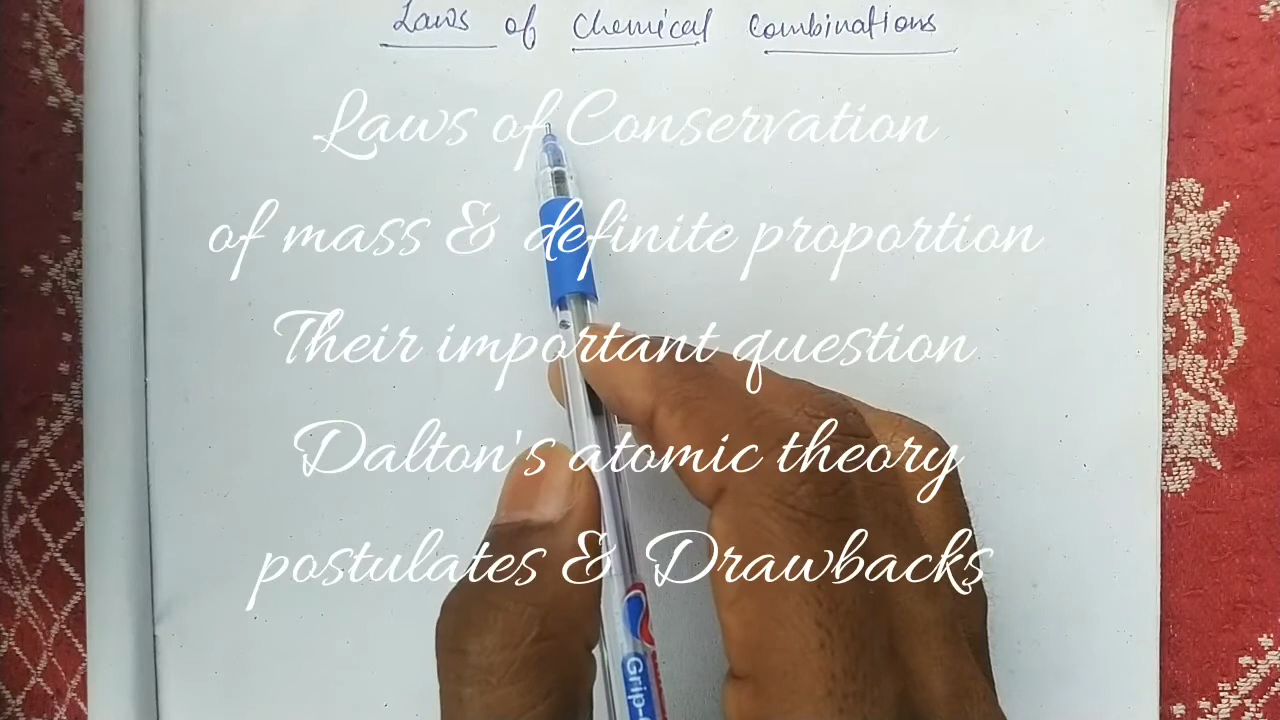 Laws of Chemical Combinations
Laws of Conservation
of mass & definite proportion
Their important question
Dalton's atomic theory
postulates & Drawbacks
Grip-